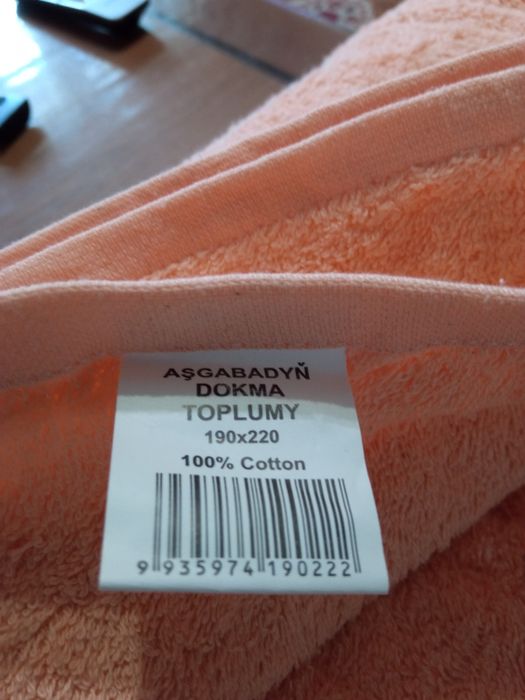 AŞGABADYŇ
DOKMA
TOPLUMY
190x220
100% Cotton
9 935974 190222